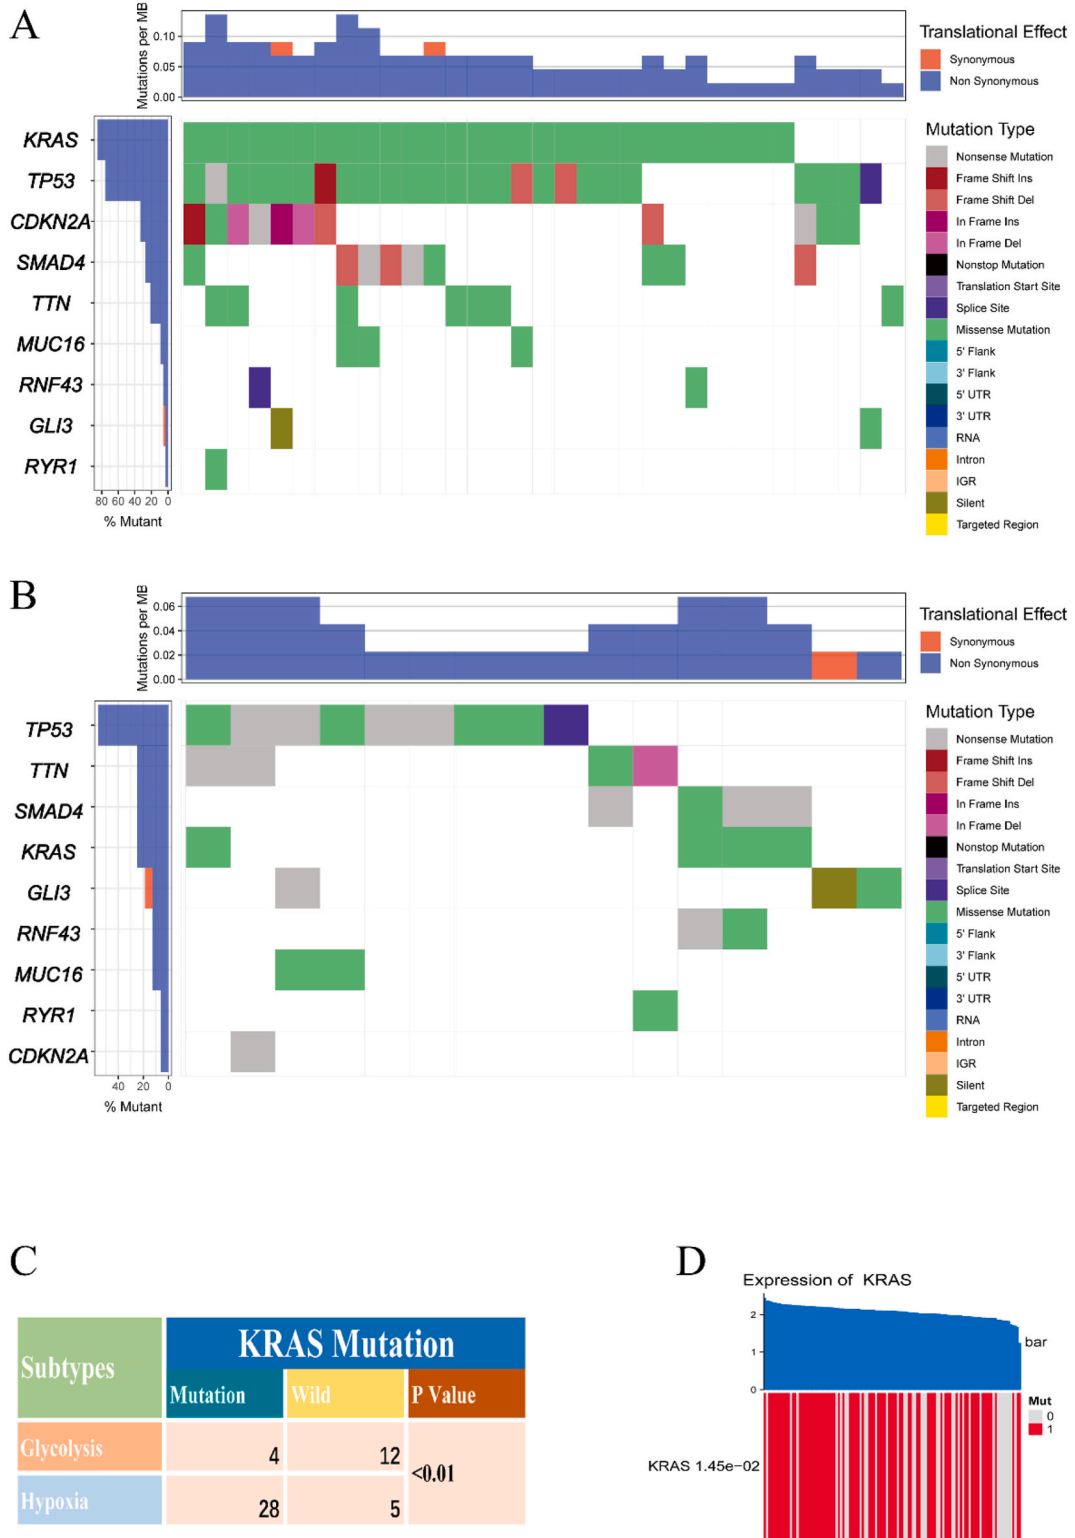 A
Mutations per MB
0.10
0.05
0.00
Translational Effect
Synonymous
Non Synonymous
KRAS
TP53
CDKN2A
SMAD4
TTN
MUC16
RNF43
GLI3
RYR1
80 60 40 20 0
% Mutant
Mutation Type
Nonsense Mutation
Frame Shift Ins
Frame Shift Del
In Frame Ins
In Frame Del
Nonstop Mutation
Translation Start Site
Splice Site
Missense Mutation
5' Flank
3' Flank
5' UTR
3' UTR
RNA
Intron
IGR
Silent
Targeted Region
B
Mutations per MB
0.06
0.04
0.02
0.00
Translational Effect
Synonymous
Non Synonymous
TP53
TTN
SMAD4
KRAS
GLI3
RNF43
MUC16
RYR1
CDKN2A
40 20 0
% Mutant
Mutation Type
Nonsense Mutation
Frame Shift Ins
Frame Shift Del
In Frame Ins
In Frame Del
Nonstop Mutation
Translation Start Site
Splice Site
Missense Mutation
5' Flank
3' Flank
5' UTR
3' UTR
RNA
Intron
IGR
Silent
Targeted Region
C
Subtypes
KRAS Mutation
Mutation Wild P Value
Glycolysis 4 12
<0.01
Hypoxia 28 5
D
Expression of KRAS
2
1
0
bar
Mut
0
1
KRAS 1.45e−02